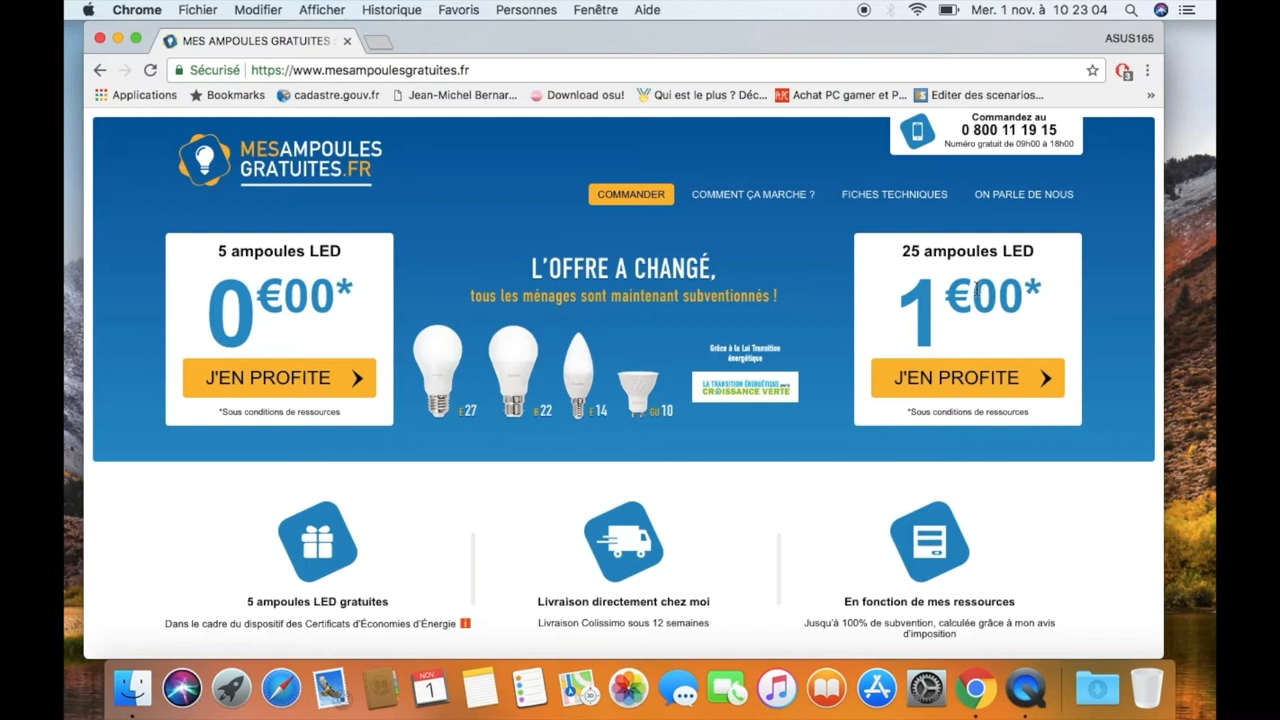 Chrome Fichier Modifier Afficher Historique Favoris Personnes Fenêtre Aide Mer. 1 nov. à 10 23 04
MES AMPOULES GRATUITES : ASUS165
Sécurisé https://www.mesampoulesgratuites.fr
Applications Bookmarks cadastre.gouv.fr Jean-Michel Bernar... Download osu! Qui est le plus ? Déc... Achat PC gamer et P... Editer des scenarios... »
Commandez au
0 800 11 19 15
Numéro gratuit de 09h00 à 18h00
MESAMPOULES
GRATUITES.FR
COMMANDER COMMENT ÇA MARCHE ? FICHES TECHNIQUES ON PARLE DE NOUS
5 ampoules LED
0€00*
J'EN PROFITE
*Sous conditions de ressources
L'OFFRE A CHANGÉ,
tous les ménages sont maintenant subventionnés !
E27 B22 E14 GU10
Grâce à la Loi Transition
énergétique
LA TRANSITION ÉNERGÉTIQUE pour la
CROISSANCE VERTE
25 ampoules LED
1€00*
J'EN PROFITE
*Sous conditions de ressources
5 ampoules LED gratuites
Dans le cadre du dispositif des Certificats d'Économies d'Énergie
Livraison directement chez moi
Livraison Colissimo sous 12 semaines
En fonction de mes ressources
Jusqu'à 100% de subvention, calculée grâce à mon avis
d'imposition
NOV.
1